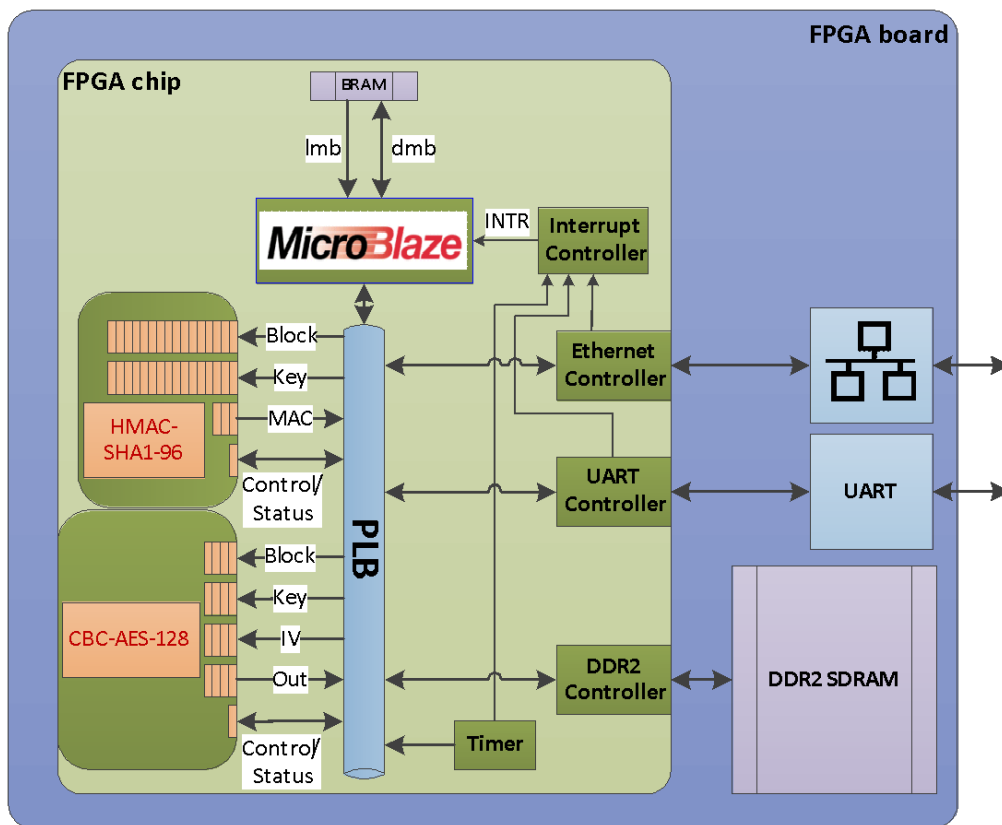 FPGA board
FPGA chip
BRAM
lmb
dmb
MicroBlaze
INTR
Interrupt
Controller
Block
Key
MAC
HMAC-
SHA1-96
Control/
Status
Ethernet
Controller
UART
Controller
UART
PLB
Block
Key
IV
Out
CBC-AES-128
Control/
Status
DDR2
Controller
DDR2 SDRAM
Timer